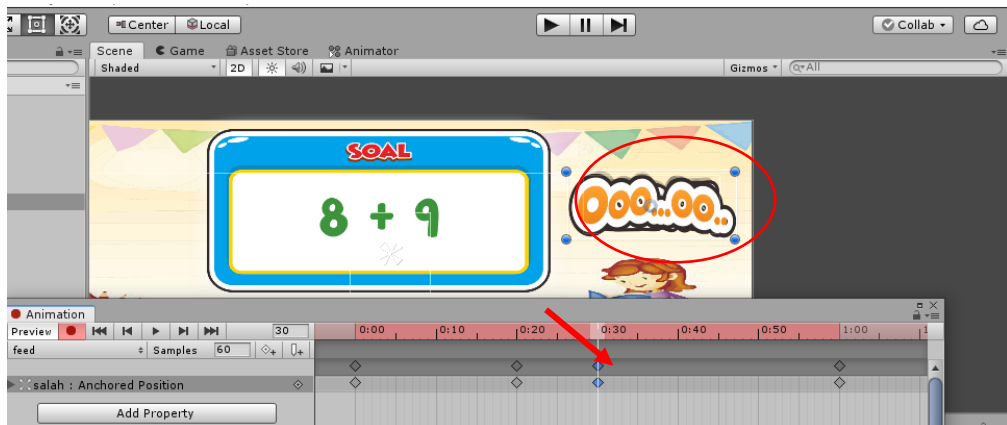 Center Local Collab
Scene Game Asset Store Animator
Shaded 2D Gizmos All
SOAL
8 + 9
OOO...OO..
Animation
Preview 30 0:00 0:10 0:20 0:30 0:40 0:50 1:00
feed Samples 60
salah : Anchored Position
Add Property